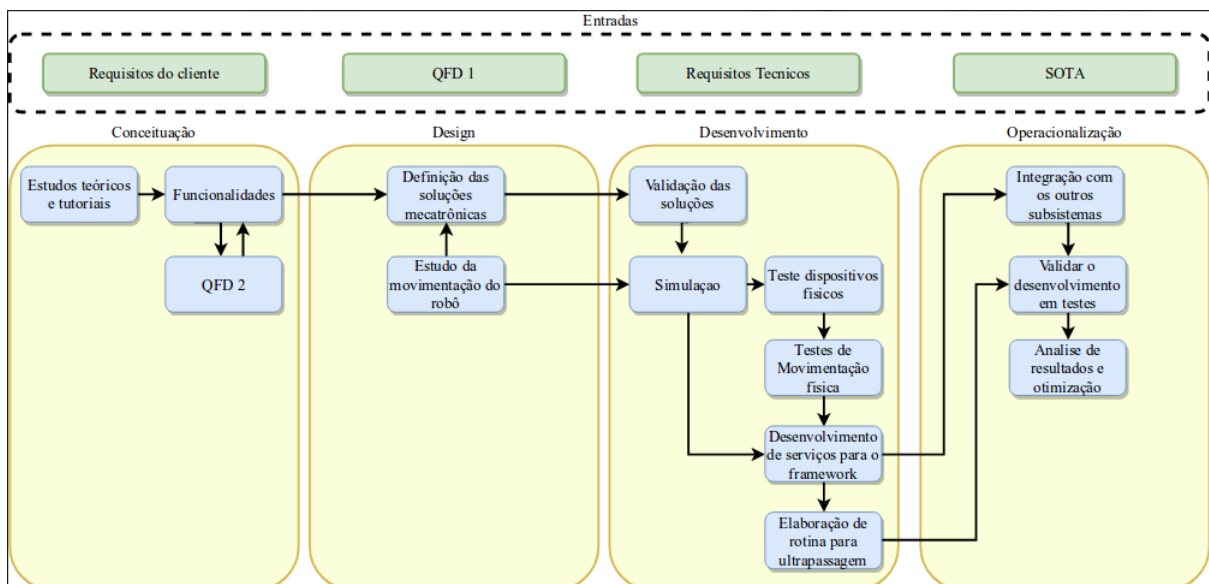 Entradas
Requisitos do cliente
QFD 1
Requisitos Tecnicos
SOTA
Conceituação
Design
Desenvolvimento
Operacionalização
Estudos teóricos
e tutoriais
Funcionalidades
QFD 2
Definição das
soluções
mecatrônicas
Estudo da
movimentação do
robô
Validação das
soluções
Simulaçao
Teste dispositivos
físicos
Testes de
Movimentação
física
Desenvolvimento
de serviços para o
framework
Elaboração de
rotina para
ultrapassagem
Integração com
os outros
subsistemas
Validar o
desenvolvimento
em testes
Analise de
resultados e
otimização